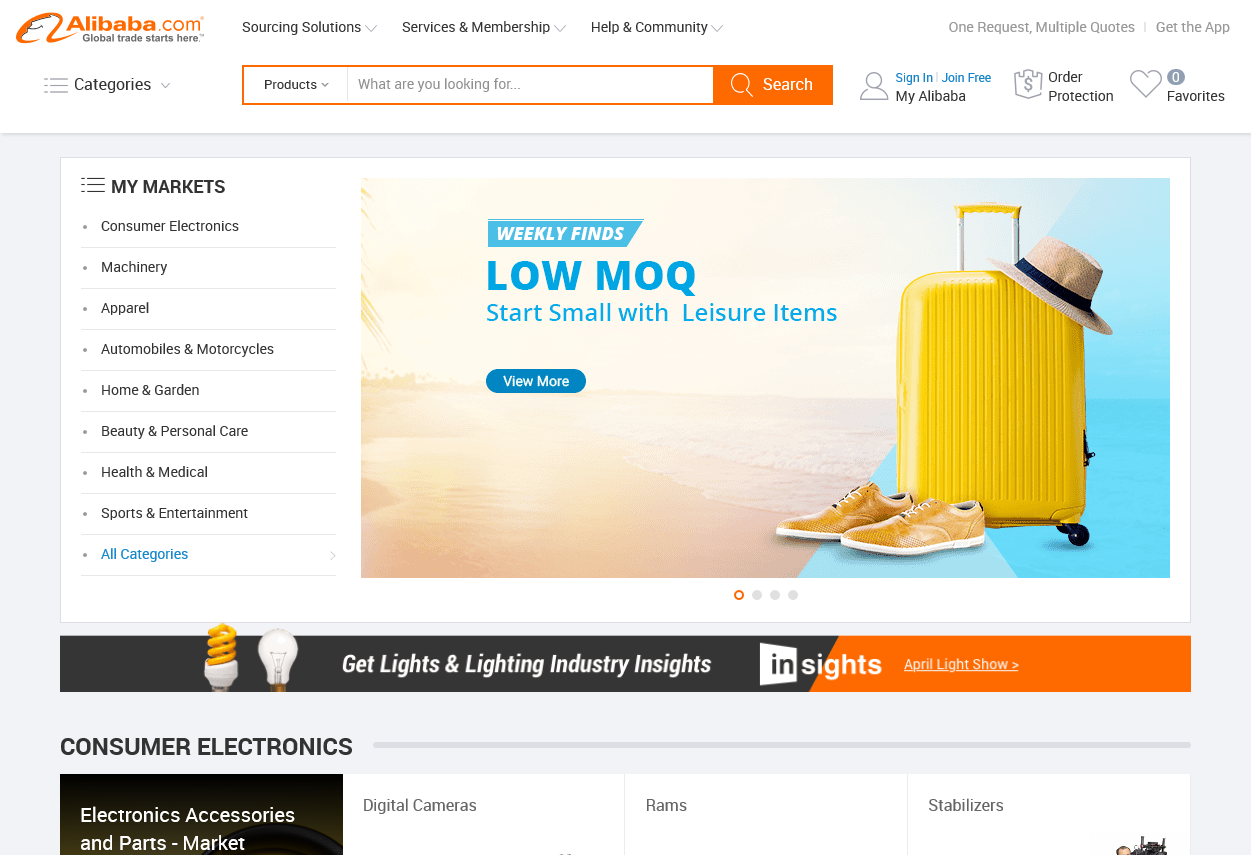 Alibaba.com
Global trade starts here.™
Sourcing Solutions
Services & Membership
Help & Community
One Request, Multiple Quotes
Get the App
Categories
Products
What are you looking for...
Search
Sign In
Join Free
My Alibaba
Order
Protection
0
Favorites
MY MARKETS
Consumer Electronics
Machinery
Apparel
Automobiles & Motorcycles
Home & Garden
Beauty & Personal Care
Health & Medical
Sports & Entertainment
All Categories
WEEKLY FINDS
LOW MOQ
Start Small with Leisure Items
View More
Get Lights & Lighting Industry Insights
insights
April Light Show >
CONSUMER ELECTRONICS
Electronics Accessories
and Parts - Market
Digital Cameras
Rams
Stabilizers